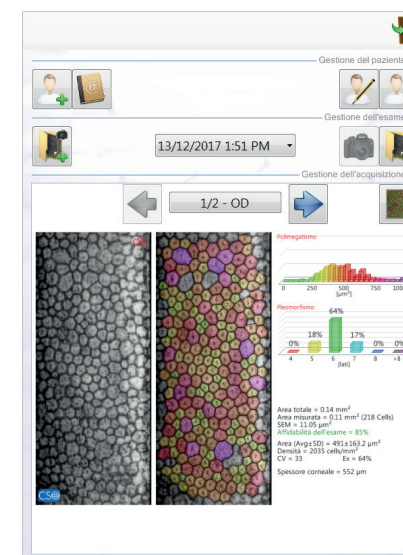 Gestione del paziente
@
Gestione dell'esame
13/12/2017 1:51 PM
Gestione dell'acquisizione
1/2 - OD
Polimegatismo
0 250 500 750 100
[µm²]
Pleomorfismo
64%
18% 17%
0% 0% 0%
4 5 6 7 8 >8
[lati]
Area totale = 0.14 mm²
Area misurata = 0.11 mm² (218 Cells)
SEM = 11.05 µm²
Affidabilità dell'esame = 85%
Area (Avg±SD) = 491±163.2 µm²
Densità = 2035 cells/mm²
CV = 33 Ex = 64%
Spessore corneale = 552 µm
CSO